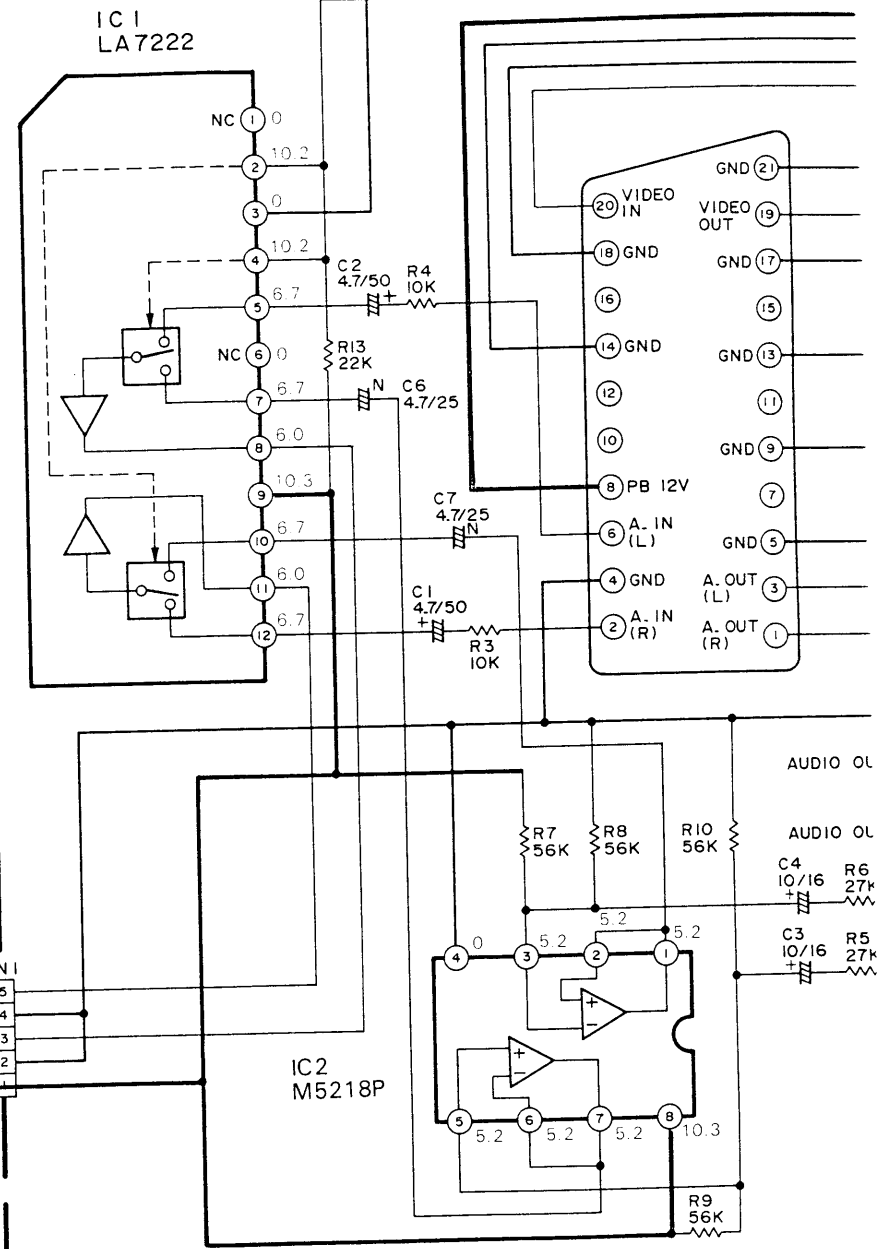 IC1
LA7222
NC 1 0
2 10.2
3 0
4 10.2
5 6.7
NC 6 0
7 6.7
8 6.0
9 10.3
10 6.7
11 6.0
12 6.7
C2
4.7/50
+
R4
10K
R13
22K
N C6
4.7/25
C7
4.7/25
N
C1
4.7/50
+
R3
10K
20 VIDEO
IN
18 GND
16
14 GND
12
10
8 PB 12V
6 A. IN
(L)
4 GND
2 A. IN
(R)
GND 21
VIDEO
OUT 19
GND 17
15
GND 13
11
GND 9
7
GND 5
A. OUT
(L) 3
A. OUT
(R) 1
AUDIO
AUDIO
R7
56K
R8
56K
R10
56K
C4
10/16
+
R6
27K
C3
10/16
+
R5
27K
4 0
3 5.2
2 5.2
1 5.2
+
−
+
−
5 5.2
6 5.2
7 5.2
8 10.3
R9
56K
IC2
M5218P
N1
5
4
3
2
1